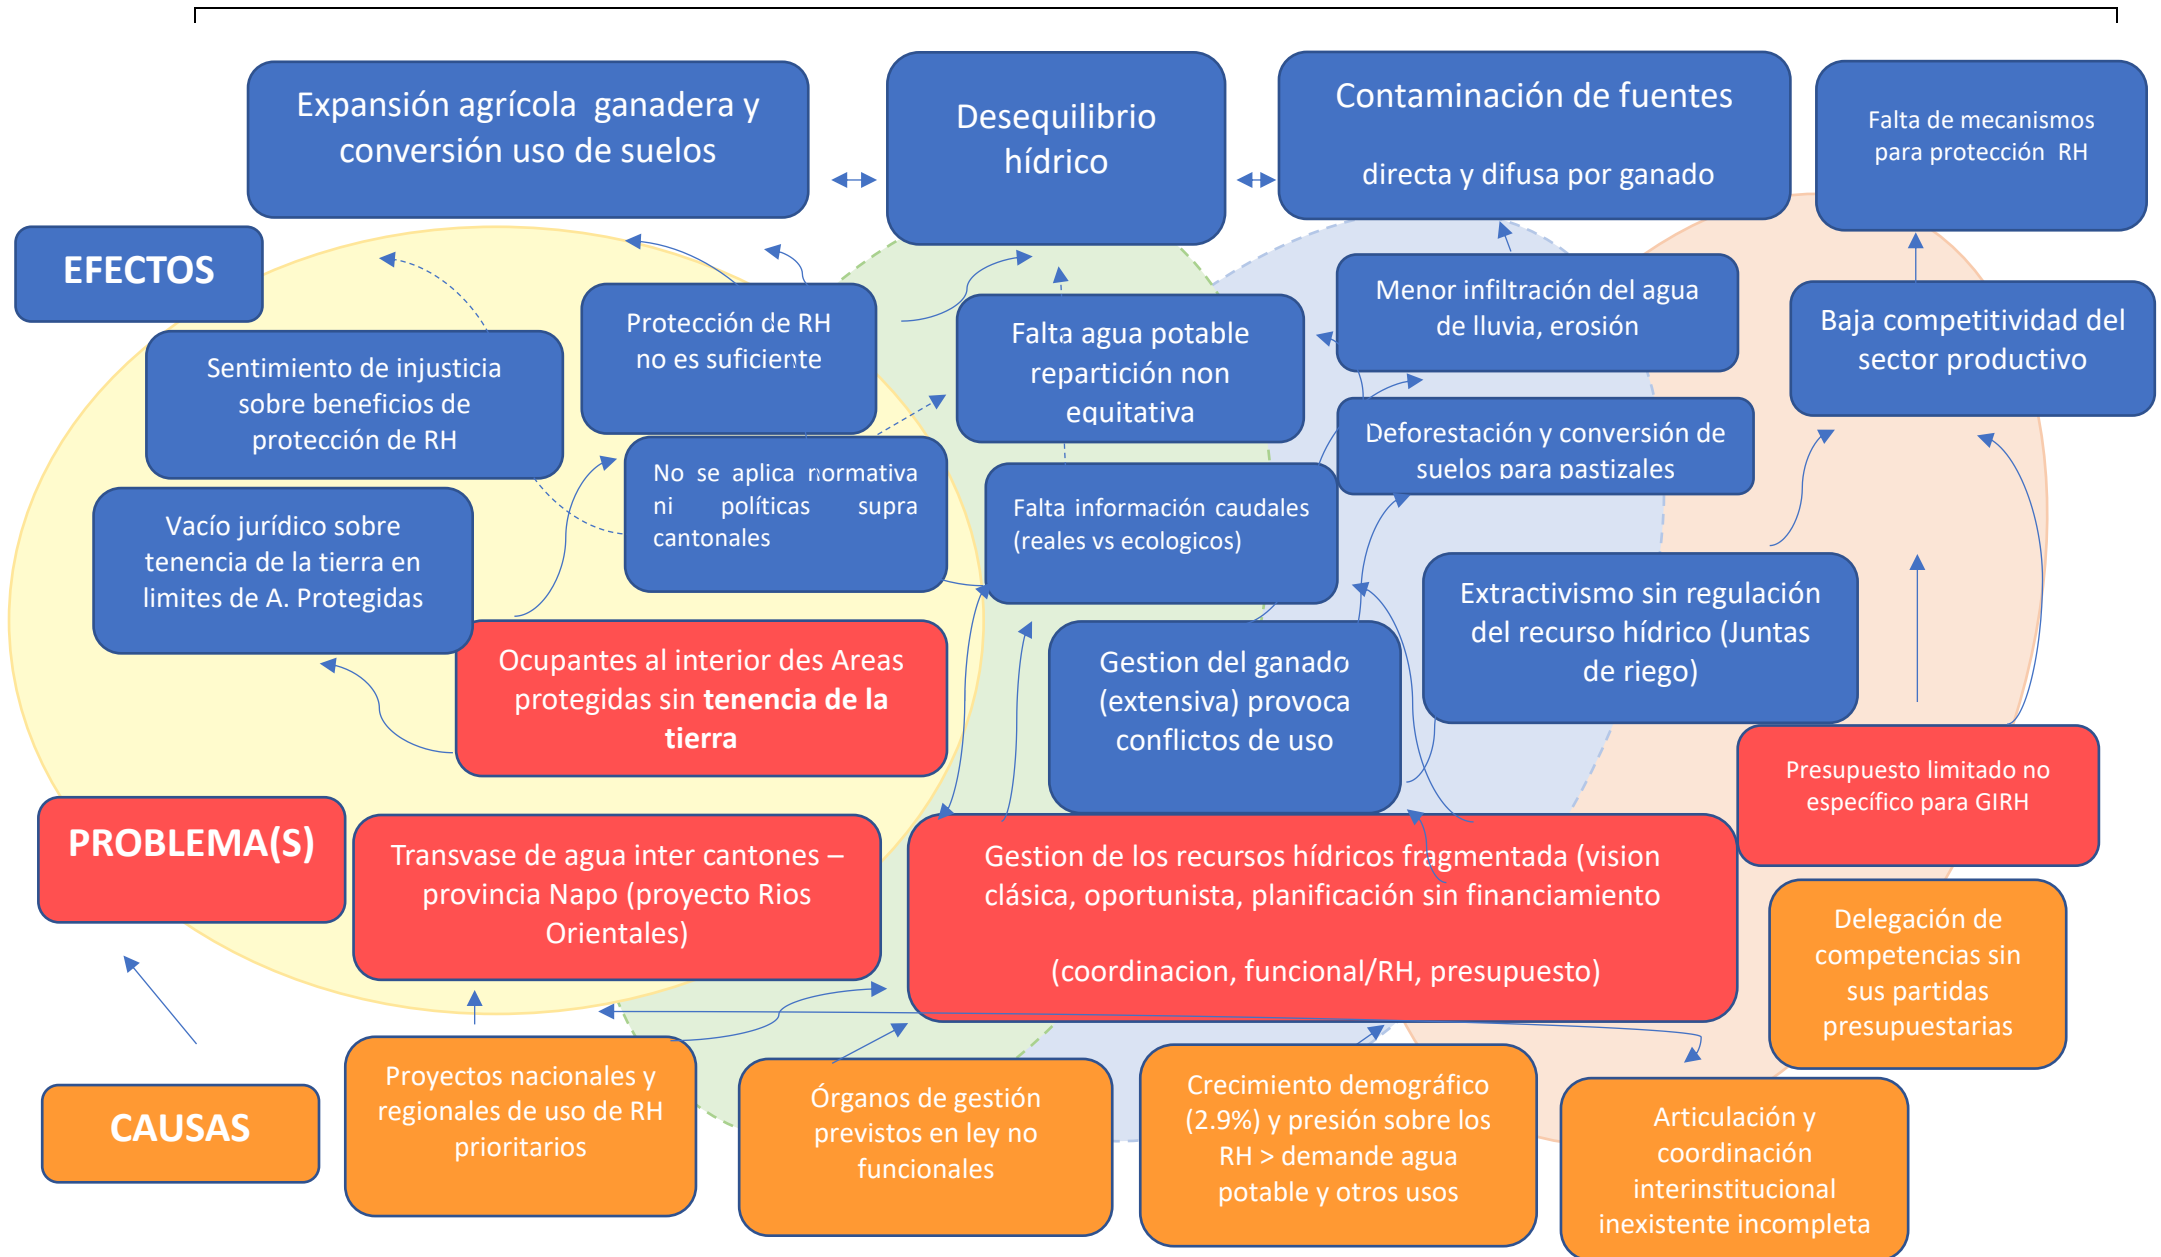 Expansión agrícola ganadera y
conversión uso de suelos
Desequilibrio
hídrico
Contaminación de fuentes
directa y difusa por ganado
Falta de mecanismos
para protección RH
EFECTOS
Protección de RH
no es suficiente
Falta agua potable
repartición non
equitativa
Menor infiltración del agua
de lluvia, erosión
Baja competitividad del
sector productivo
Sentimiento de injusticia
sobre beneficios de
protección de RH
No se aplica normativa
ni políticas supra
cantonales
Falta información caudales
(reales vs ecologicos)
Deforestación y conversión de
suelos para pastizales
Vacío jurídico sobre
tenencia de la tierra en
limites de A. Protegidas
Ocupantes al interior des Areas
protegidas sin tenencia de la
tierra
Gestion del ganado
(extensiva) provoca
conflictos de uso
Extractivismo sin regulación
del recurso hídrico (Juntas
de riego)
Presupuesto limitado no
específico para GIRH
PROBLEMA(S)
Transvase de agua inter cantones –
provincia Napo (proyecto Rios
Orientales)
Gestion de los recursos hídricos fragmentada (vision
clásica, oportunista, planificación sin financiamiento
(coordinacion, funcional/RH, presupuesto)
Delegación de
competencias sin
sus partidas
presupuestarias
CAUSAS
Proyectos nacionales y
regionales de uso de RH
prioritarios
Órganos de gestión
previstos en ley no
funcionales
Crecimiento demográfico
(2.9%) y presión sobre los
RH > demande agua
potable y otros usos
Articulación y
coordinación
interinstitucional
inexistente incompleta